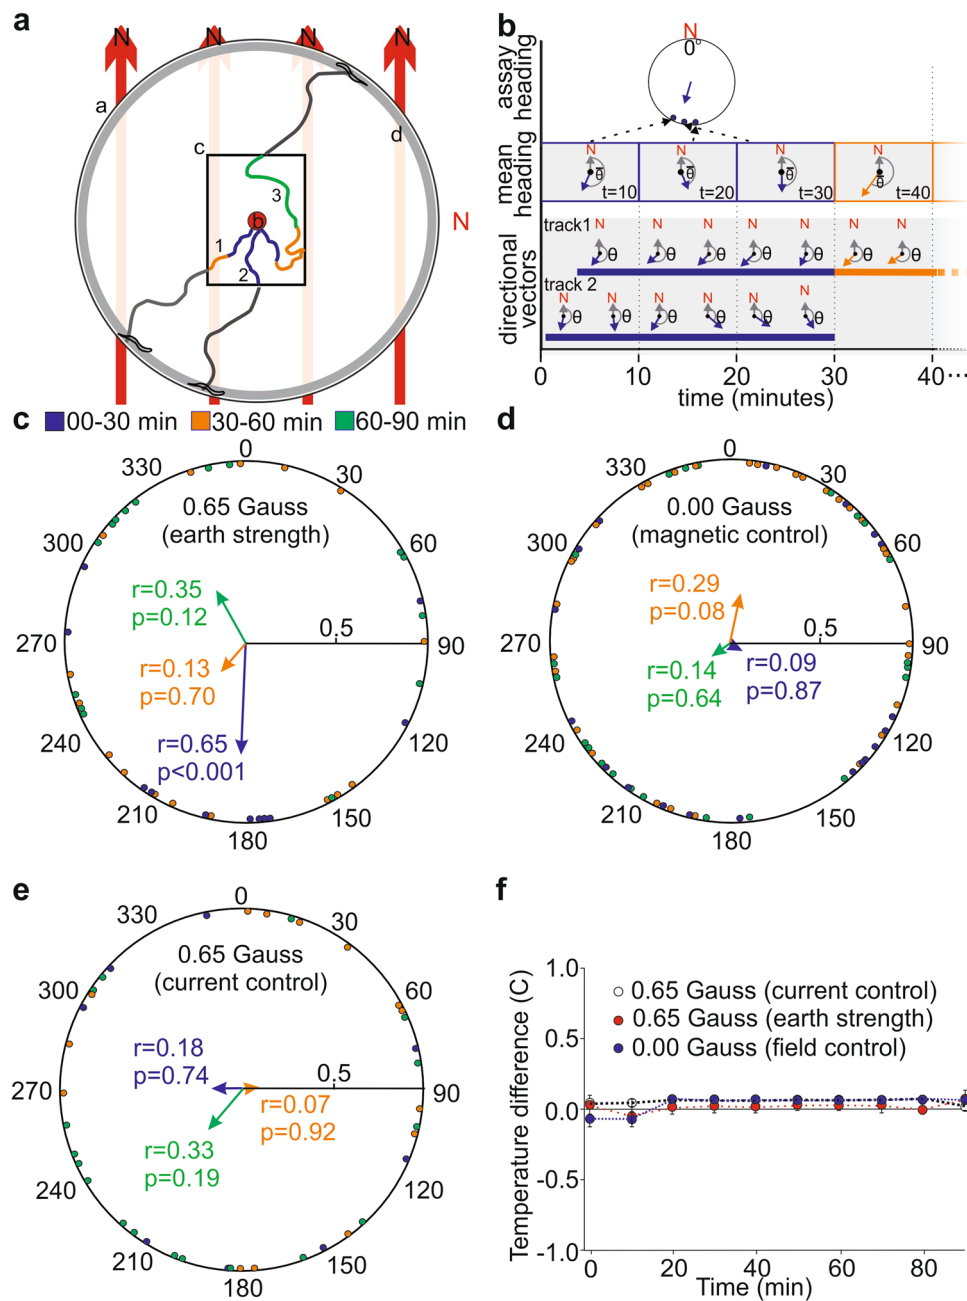 a
N N N N
a
d
c
3
b
1
2
N
b
assay heading
N
0°
mean heading
N N N N
θ̄ θ̄ θ̄ θ̄
t=10 t=20 t=30 t=40
directional vectors
track1
N N N N N N
θ θ θ θ θ θ
track 2
N N N N N N
θ θ θ θ θ θ
0 10 20 30 40 ...
time (minutes)
c
00-30 min 30-60 min 60-90 min
0
330 30
0.65 Gauss
(earth strength)
300 60
r=0.35
p=0.12
0.5
270 90
r=0.13
p=0.70
240 120
r=0.65
p<0.001
210 150
180
d
0
330 30
0.00 Gauss
(magnetic control)
300 60
r=0.29
p=0.08
0.5
270 90
r=0.14
p=0.64
r=0.09
p=0.87
240 120
210 150
180
e
0
330 30
0.65 Gauss
(current control)
300 60
r=0.18
p=0.74
0.5
270 90
r=0.07
p=0.92
r=0.33
p=0.19
240 120
210 150
180
f
Temperature difference (C)
1.0
0.5
0.0
-0.5
-1.0
0.65 Gauss (current control)
0.65 Gauss (earth strength)
0.00 Gauss (field control)
0 20 40 60 80
Time (min)